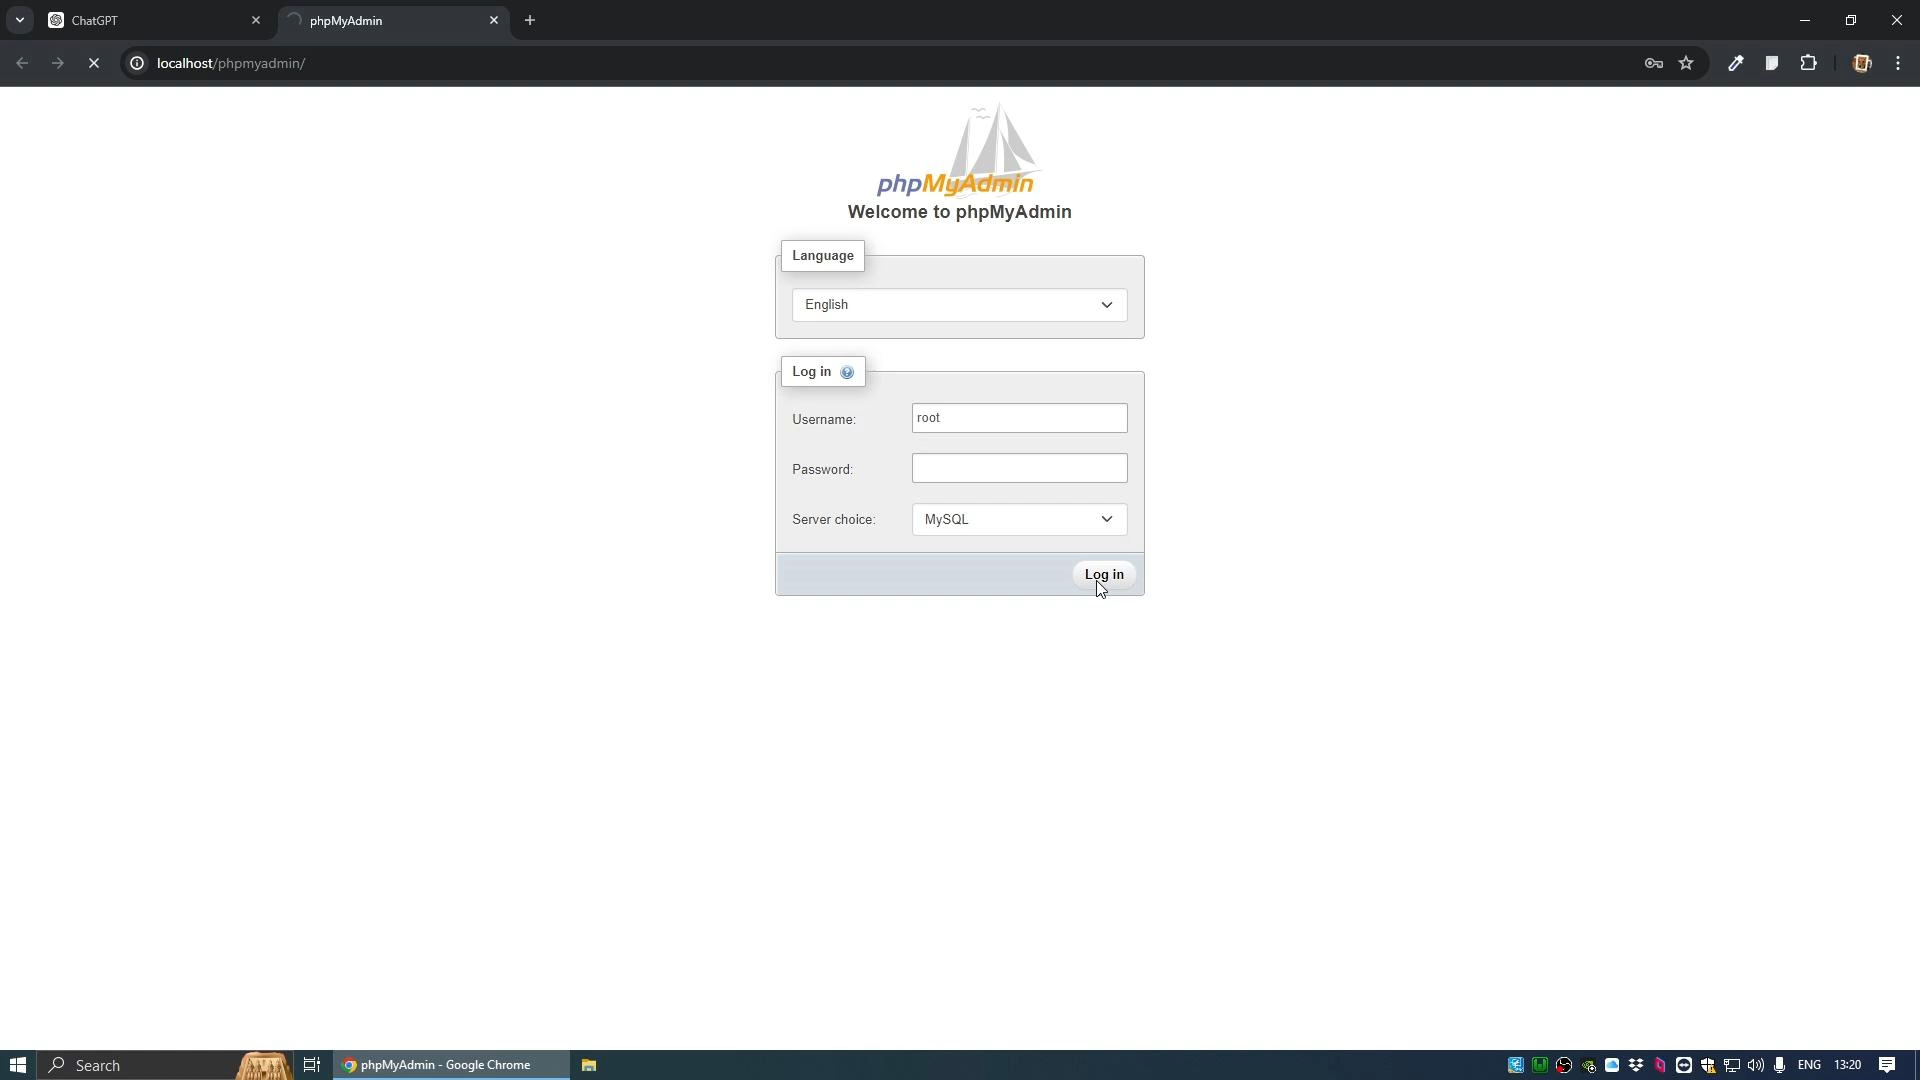 ChatGPT
phpMyAdmin
localhost/phpmyadmin/
phpMyAdmin
Welcome to phpMyAdmin
Language
English
Log in
Username:
root
Password:
Server choice:
MySQL
Log in
Search
phpMyAdmin - Google Chrome
ENG
13:20